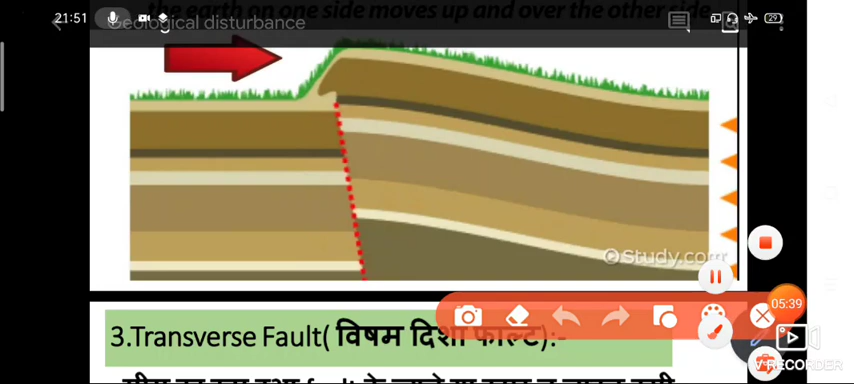 the earth on one side moves up and over the other side
21:51
29
Geological disturbance
Study.com
05:39
3.Transverse Fault( विषम दिशा फाल्ट):-
V RECORDER